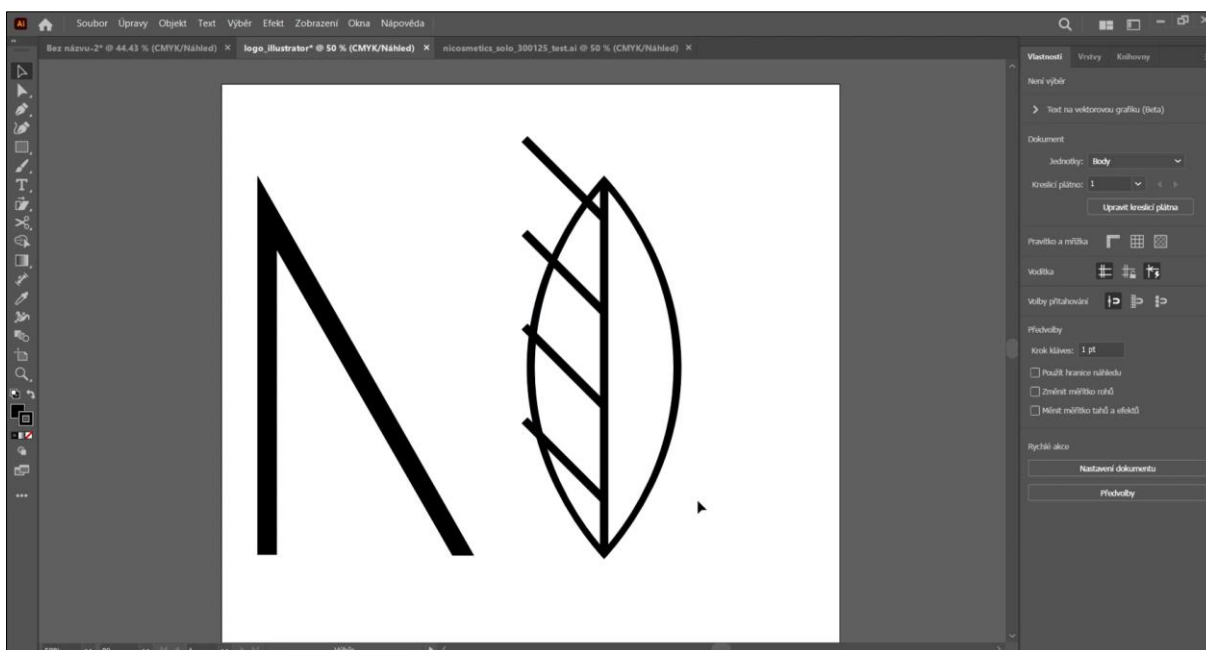 Ai Soubor Úpravy Objekt Text Výběr Efekt Zobrazení Okna Nápověda
Bez názvu-2* @ 44.43 % (CMYK/Náhled) × logo_illustrator* @ 50 % (CMYK/Náhled) × nicosmetics_solo_300125_test.ai @ 50 % (CMYK/Náhled) ×
Vlastnosti Vrstvy Knihovny
Není výběr
Text na vektorovou grafiku (Beta)
Dokument
Jednotky: Body
Kreslicí plátno: 1
Upravit kreslicí plátna
Pravítko a mřížka
Vodítka
Volby přitahování
Předvolby
Krok kláves: 1 pt
Použít hranice náhledu
Změnit měřítko rohů
Měnit měřítko tahů a efektů
Rychlé akce
Nastavení dokumentu
Předvolby
Výběr